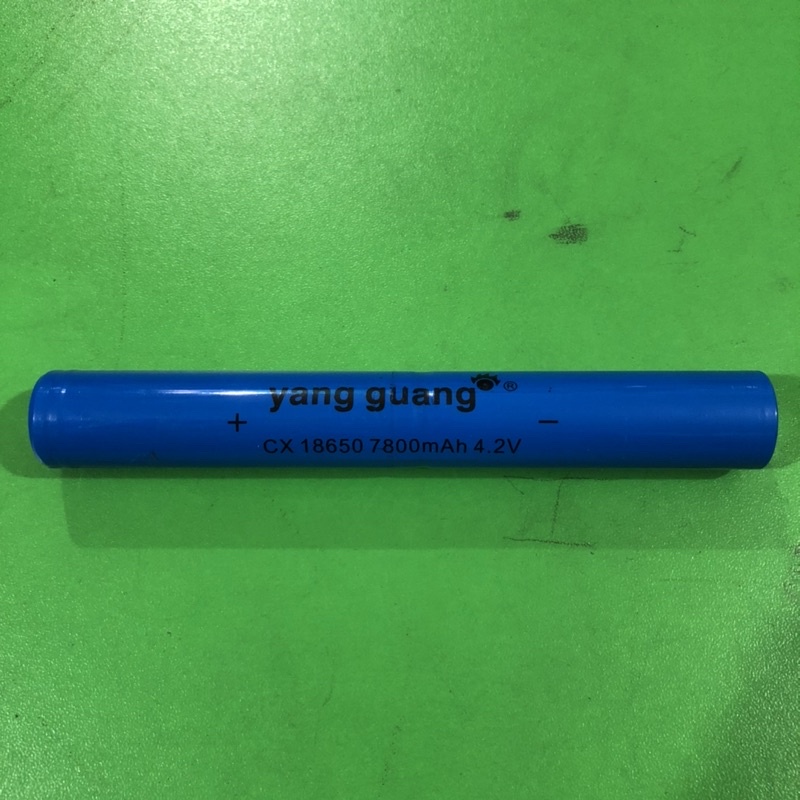 yang guang ®
+ −
CX 18650 7800mAh 4.2V